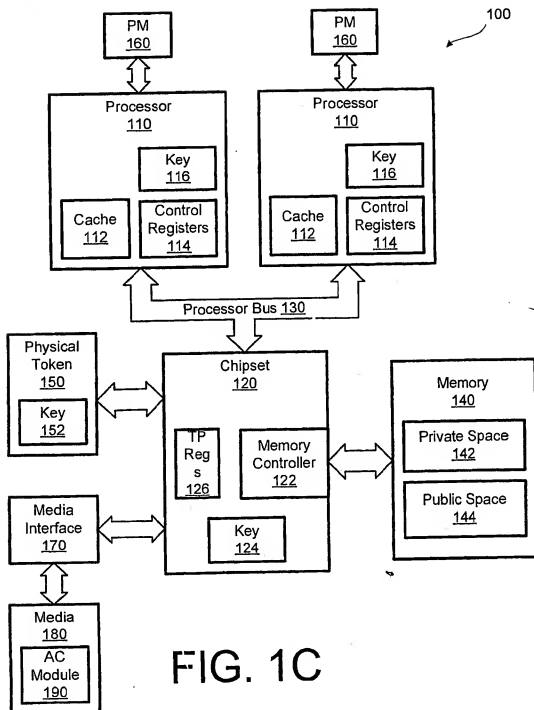 PM
160
PM
160
100
Processor
110
Key
116
Cache
112
Control
Registers
114
Processor
110
Key
116
Cache
112
Control
Registers
114
Processor Bus 130
Physical
Token
150
Key
152
Chipset
120
TP
Reg
s
126
Memory
Controller
122
Key
124
Memory
140
Private Space
142
Public Space
144
Media
Interface
170
Media
180
AC
Module
190
FIG. 1C